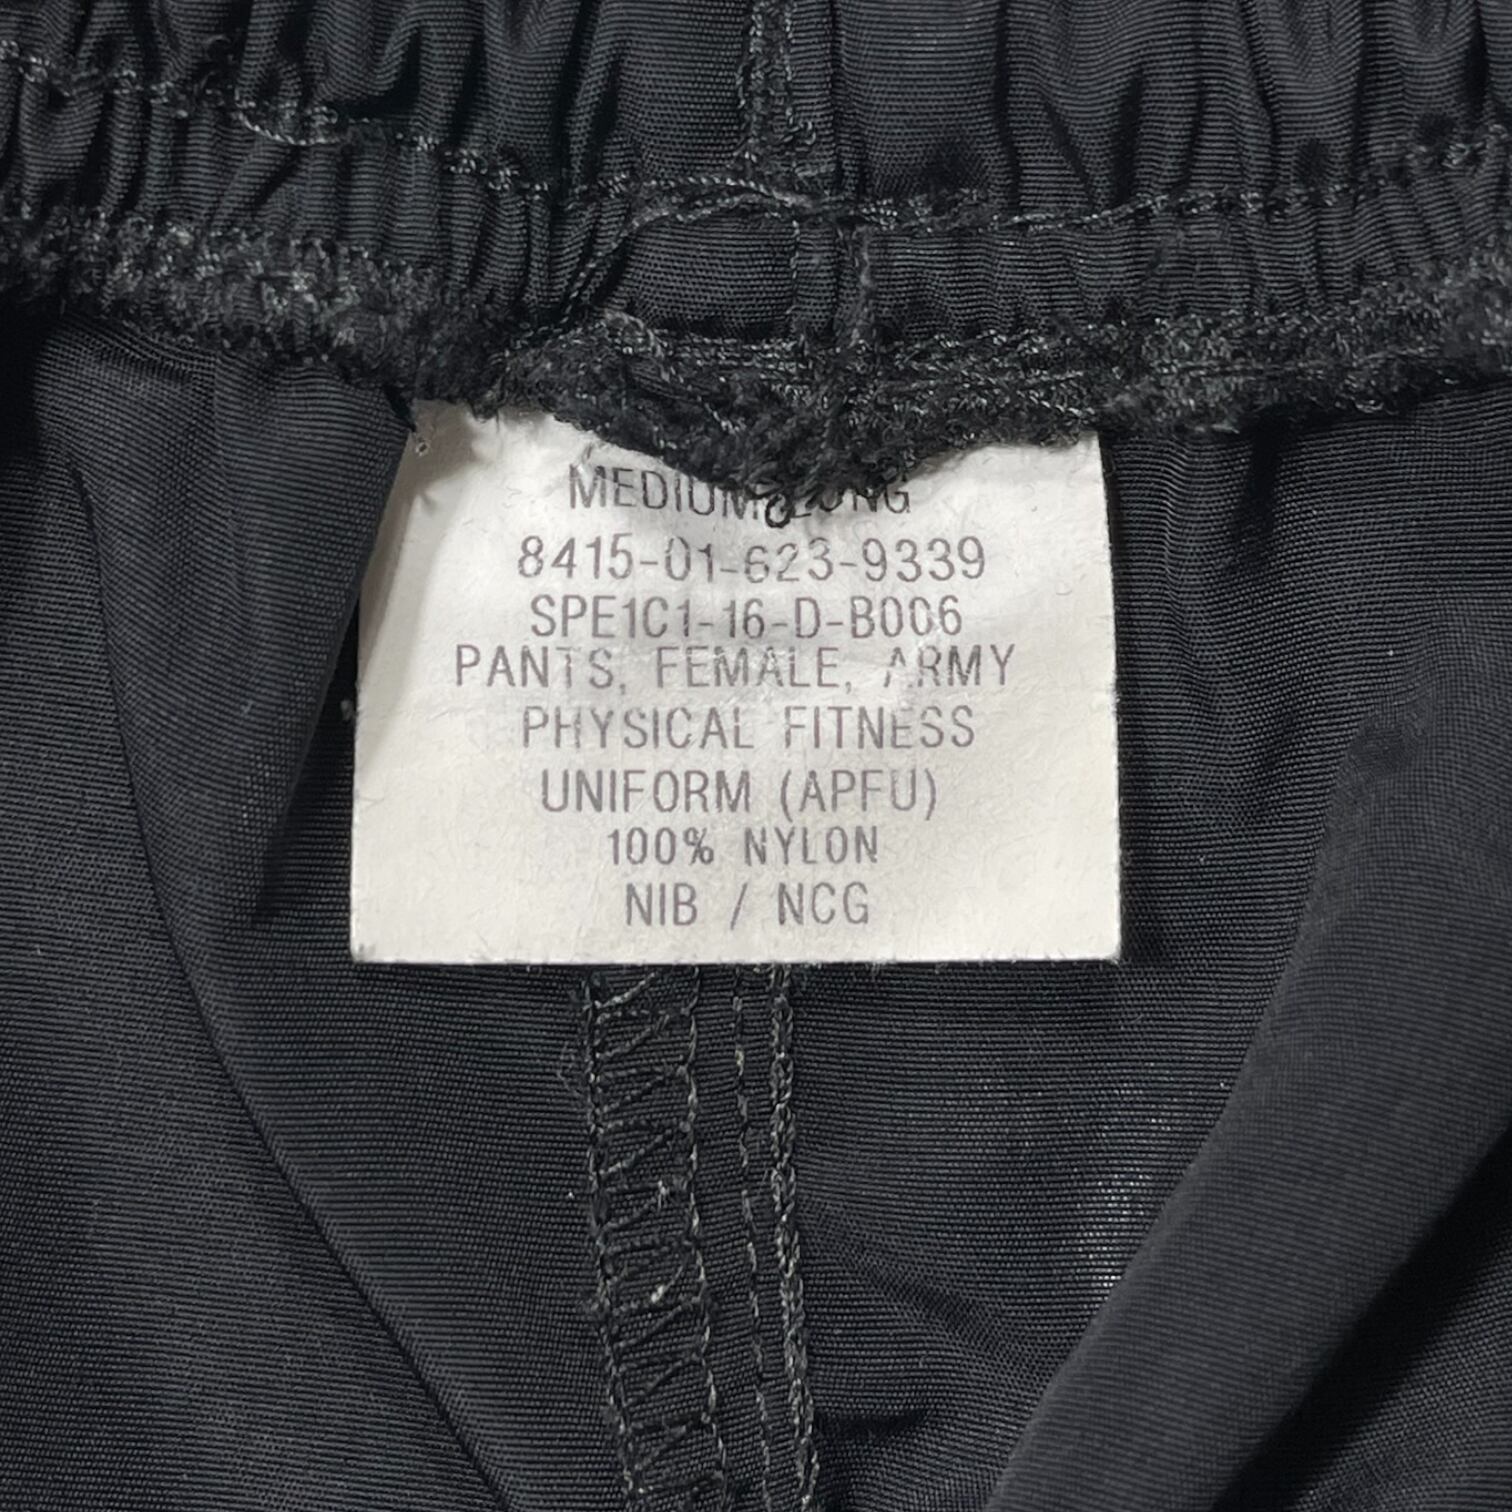 MEDIUM LONG
8415-01-623-9339
SPE1C1-16-D-B006
PANTS, FEMALE, ARMY
PHYSICAL FITNESS
UNIFORM (APFU)
100% NYLON
NIB / NCG